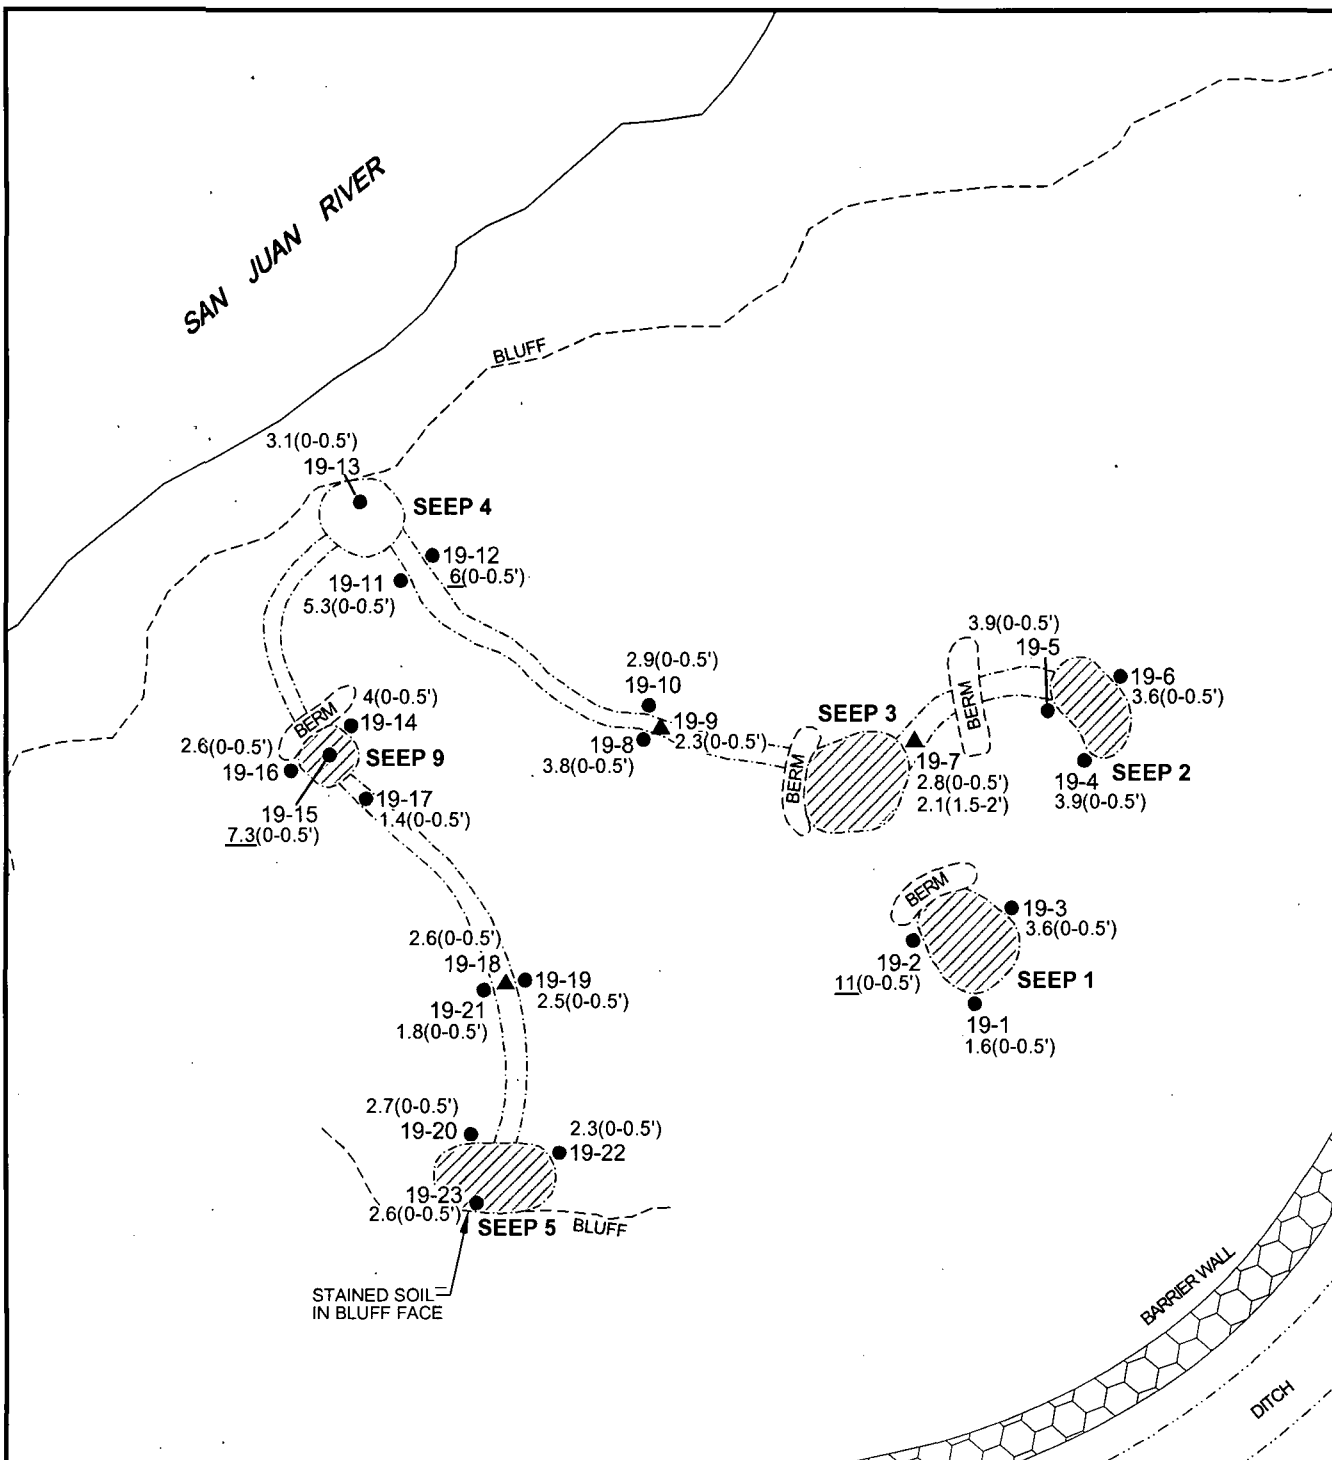 SAN JUAN RIVER
BLUFF
3.1(0-0.5')
19-13
SEEP 4
19-12
6(0-0.5')
19-11
5.3(0-0.5')
3.9(0-0.5')
19-5
2.9(0-0.5')
19-10
19-6
3.6(0-0.5')
4(0-0.5')
BERM
19-14
BERM
SEEP 3
19-9
2.3(0-0.5')
19-8
3.8(0-0.5')
2.6(0-0.5')
19-16
SEEP 9
BERM
19-7
2.8(0-0.5')
2.1(1.5-2')
SEEP 2
19-4
3.9(0-0.5')
19-15
7.3(0-0.5')
19-17
1.4(0-0.5')
BERM
19-3
3.6(0-0.5')
19-2
11(0-0.5')
SEEP 1
19-1
1.6(0-0.5')
2.6(0-0.5')
19-18
19-19
2.5(0-0.5')
19-21
1.8(0-0.5')
2.7(0-0.5')
19-20
2.3(0-0.5')
19-22
19-23
2.6(0-0.5')
SEEP 5
BLUFF
STAINED SOIL
IN BLUFF FACE
BARRIER WALL
DITCH